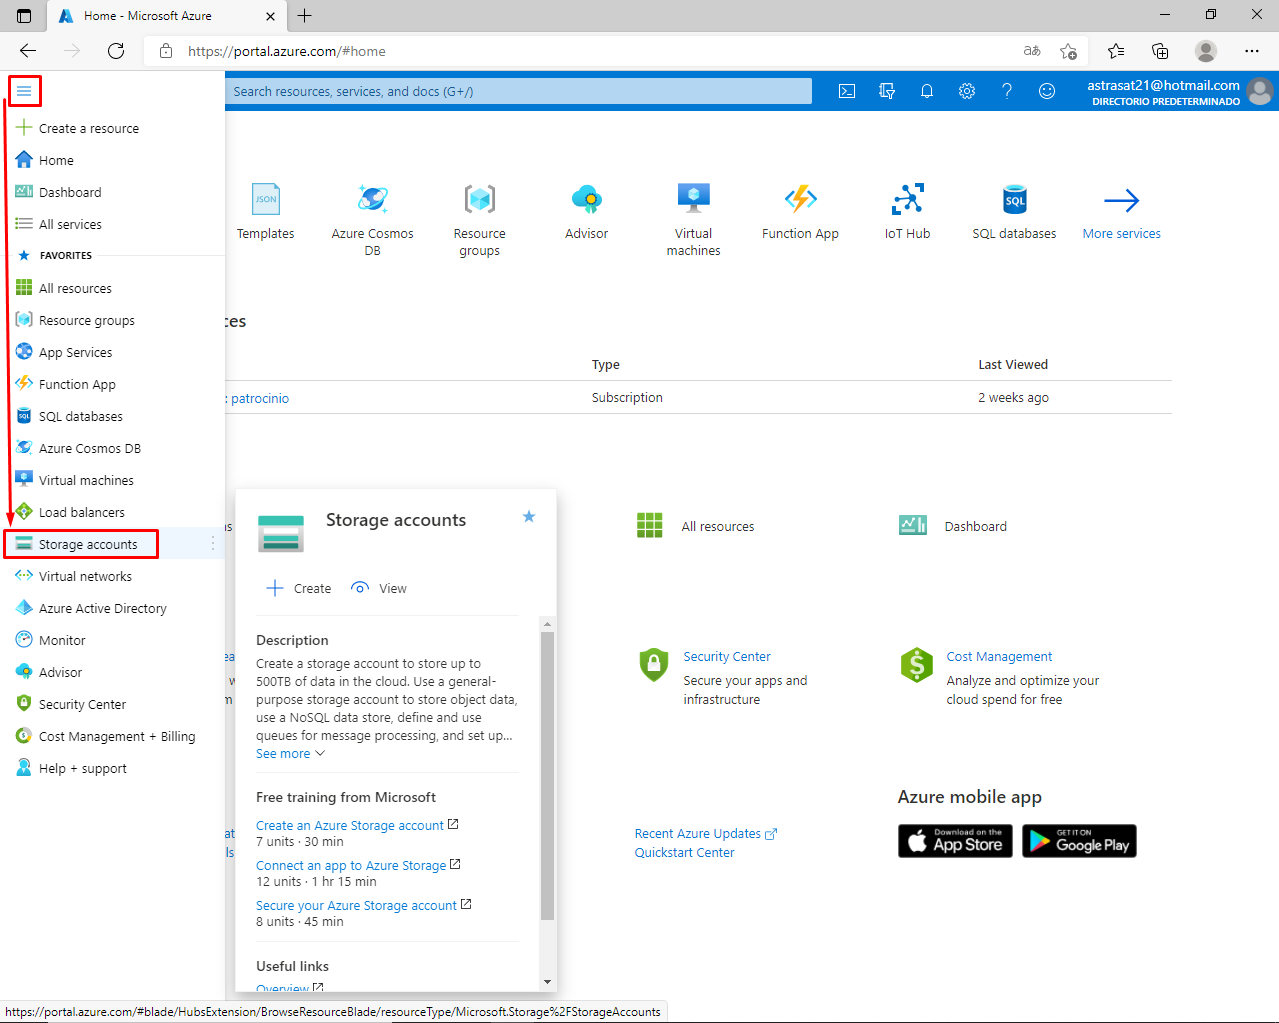 Home - Microsoft Azure
https://portal.azure.com/#home
Search resources, services, and docs (G+/)
astrasat21@hotmail.com
DIRECTORIO PREDETERMINADO
Create a resource
Home
Dashboard
All services
FAVORITES
All resources
Resource groups
App Services
Function App
SQL databases
Azure Cosmos DB
Virtual machines
Load balancers
Storage accounts
Virtual networks
Azure Active Directory
Monitor
Advisor
Security Center
Cost Management + Billing
Help + support
Templates
Azure Cosmos DB
Resource groups
Advisor
Virtual machines
Function App
IoT Hub
SQL databases
More services
Type
Last Viewed
patrocinio
Subscription
2 weeks ago
Storage accounts
Create
View
Description
Create a storage account to store up to
500TB of data in the cloud. Use a general-
purpose storage account to store object data,
use a NoSQL data store, define and use
queues for message processing, and set up...
See more
Free training from Microsoft
Create an Azure Storage account
7 units · 30 min
Connect an app to Azure Storage
12 units · 1 hr 15 min
Secure your Azure Storage account
8 units · 45 min
Useful links
Overview
All resources
Dashboard
Security Center
Secure your apps and
infrastructure
Cost Management
Analyze and optimize your
cloud spend for free
Azure mobile app
Download on the
App Store
GET IT ON
Google Play
Recent Azure Updates
Quickstart Center
https://portal.azure.com/#blade/HubsExtension/BrowseResourceBlade/resourceType/Microsoft.Storage%2FStorageAccounts